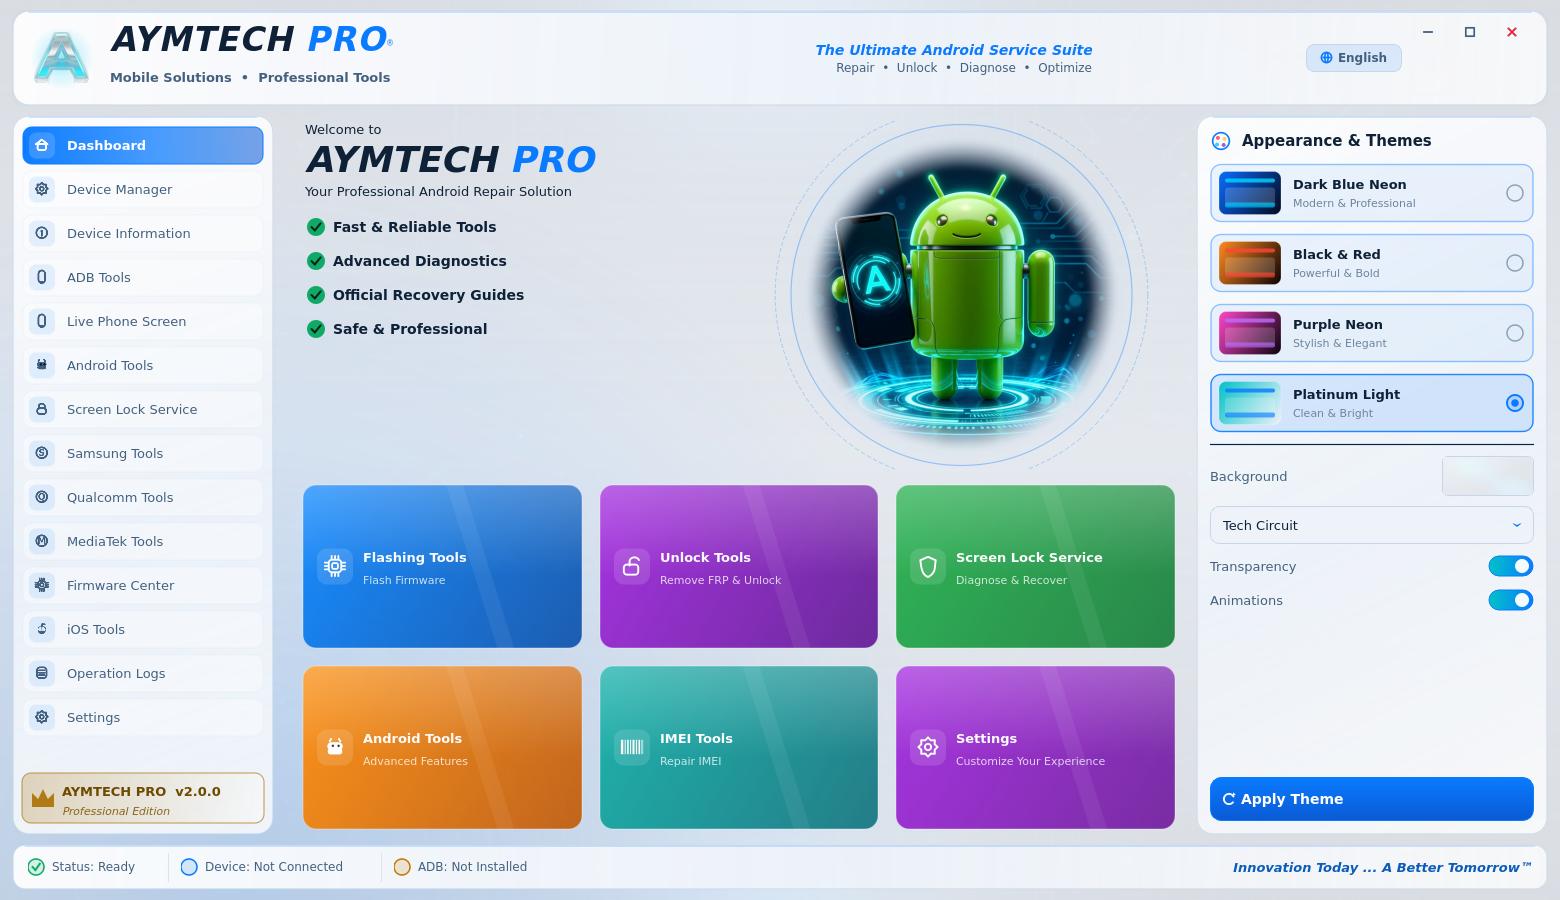 AYMTECH PRO®
Mobile Solutions • Professional Tools
The Ultimate Android Service Suite
Repair • Unlock • Diagnose • Optimize
English
Dashboard
Device Manager
Device Information
ADB Tools
Live Phone Screen
Android Tools
Screen Lock Service
Samsung Tools
Qualcomm Tools
MediaTek Tools
Firmware Center
iOS Tools
Operation Logs
Settings
AYMTECH PRO v2.0.0
Professional Edition
Welcome to
AYMTECH PRO
Your Professional Android Repair Solution
Fast & Reliable Tools
Advanced Diagnostics
Official Recovery Guides
Safe & Professional
A
Flashing Tools
Flash Firmware
Unlock Tools
Remove FRP & Unlock
Screen Lock Service
Diagnose & Recover
Android Tools
Advanced Features
IMEI Tools
Repair IMEI
Settings
Customize Your Experience
Appearance & Themes
Dark Blue Neon
Modern & Professional
Black & Red
Powerful & Bold
Purple Neon
Stylish & Elegant
Platinum Light
Clean & Bright
Background
Tech Circuit
Transparency
Animations
Apply Theme
Status: Ready
Device: Not Connected
ADB: Not Installed
Innovation Today ... A Better Tomorrow™